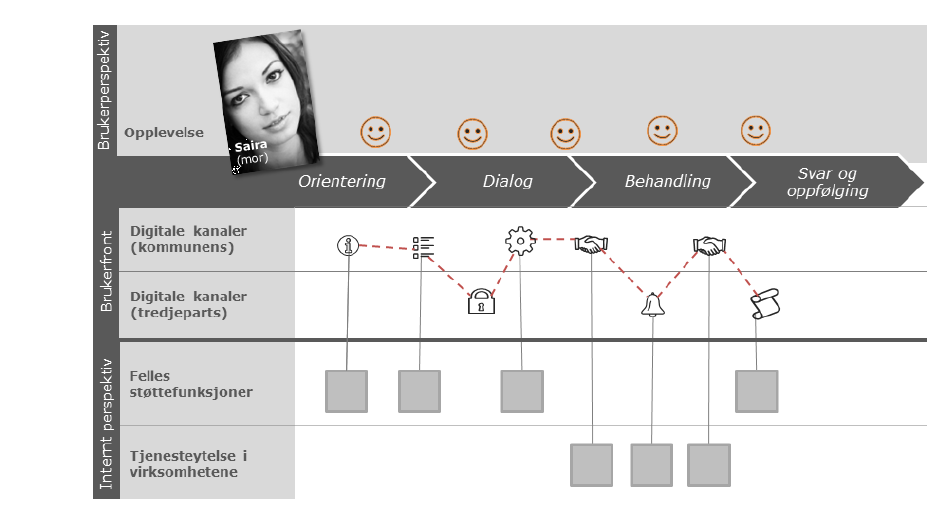 Brukerperspektiv
Opplevelse
Saira
(mor)
Orientering
Dialog
Behandling
Svar og
oppfølging
Brukerfront
Digitale kanaler
(kommunens)
Digitale kanaler
(tredjeparts)
Internt perspektiv
Felles
støttefunksjoner
Tjenesteytelse i
virksomhetene